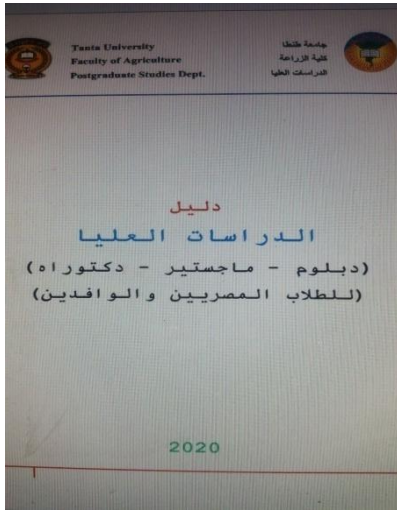 Tanta University
Faculty of Agriculture
Postgraduate Studies Dept.
جامعة طنطا
كلية الزراعة
الدراسات العليا
دليل
الدراسات العليا
(دبلوم - ماجستير - دكتوراه)
(للطلاب المصريين والوافدين)
2020